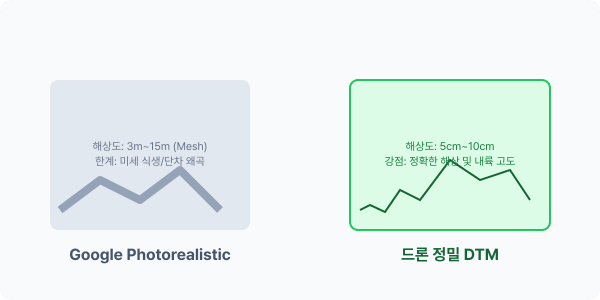 해상도: 3m~15m (Mesh)
한계: 미세 식생/단차 왜곡
Google Photorealistic
해상도: 5cm~10cm
강점: 정확한 해상 및 내륙 고도
드론 정밀 DTM